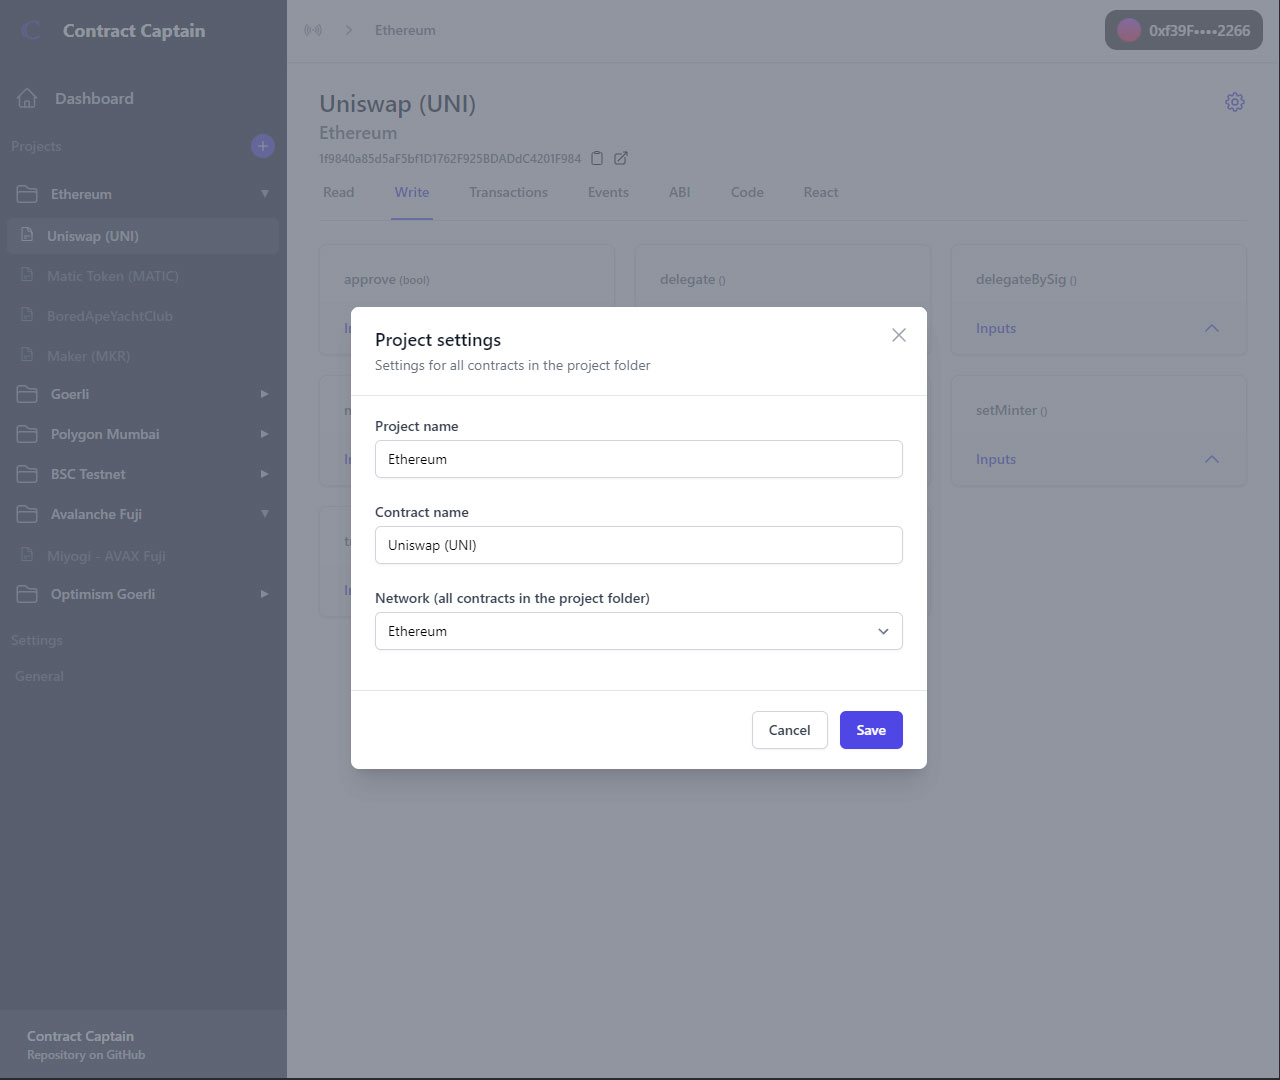 Contract Captain
Dashboard
Projects
Ethereum
Uniswap (UNI)
Matic Token (MATIC)
BoredApeYachtClub
Maker (MKR)
Goerli
Polygon Mumbai
BSC Testnet
Avalanche Fuji
Miyogi - AVAX Fuji
Optimism Goerli
Settings
General
Contract Captain
Repository on GitHub
Ethereum
0xf39F••••2266
Uniswap (UNI)
Ethereum
1f9840a85d5aF5bf1D1762F925BDADdC4201F984
Read Write Transactions Events ABI Code React
approve (bool)
delegate ()
delegateBySig ()
Inputs
setMinter ()
Inputs
Project settings
Settings for all contracts in the project folder
Project name
Ethereum
Contract name
Uniswap (UNI)
Network (all contracts in the project folder)
Ethereum
Cancel Save